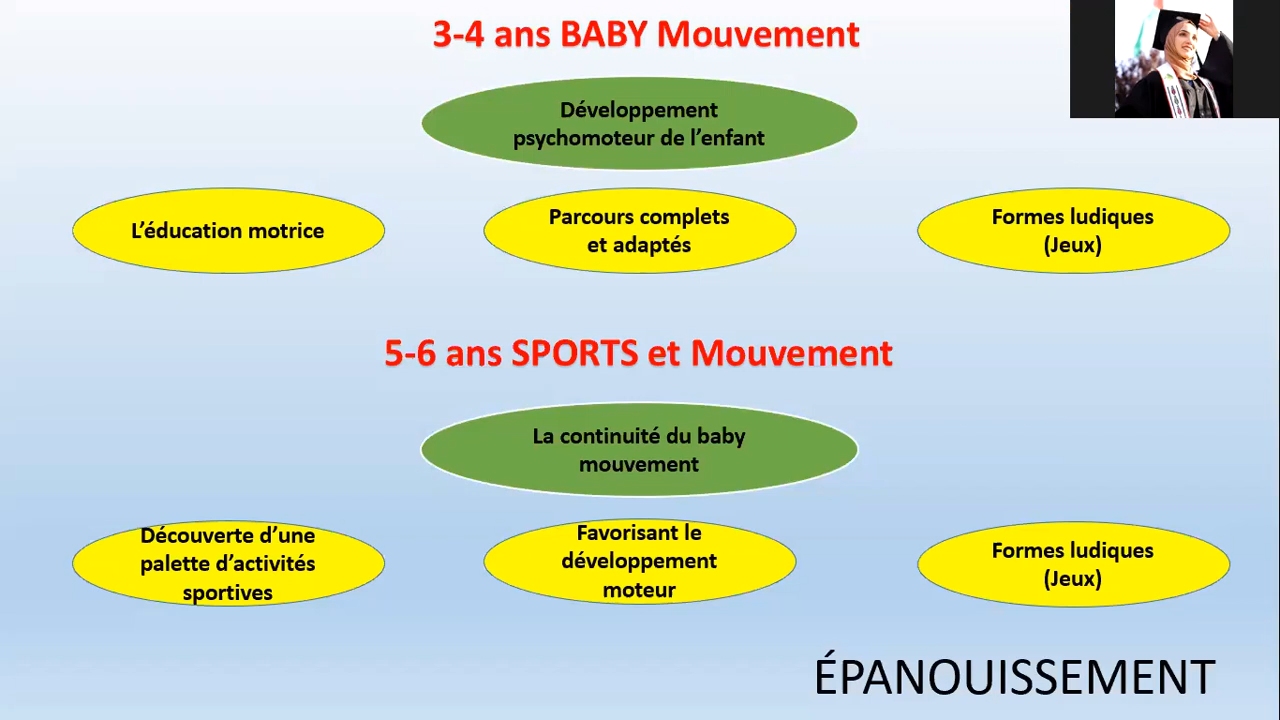 3-4 ans BABY Mouvement
Développement
psychomoteur de l’enfant
L’éducation motrice
Parcours complets
et adaptés
Formes ludiques
(Jeux)
5-6 ans SPORTS et Mouvement
La continuité du baby
mouvement
Découverte d’une
palette d’activités
sportives
Favorisant le
développement
moteur
Formes ludiques
(Jeux)
ÉPANOUISSEMENT